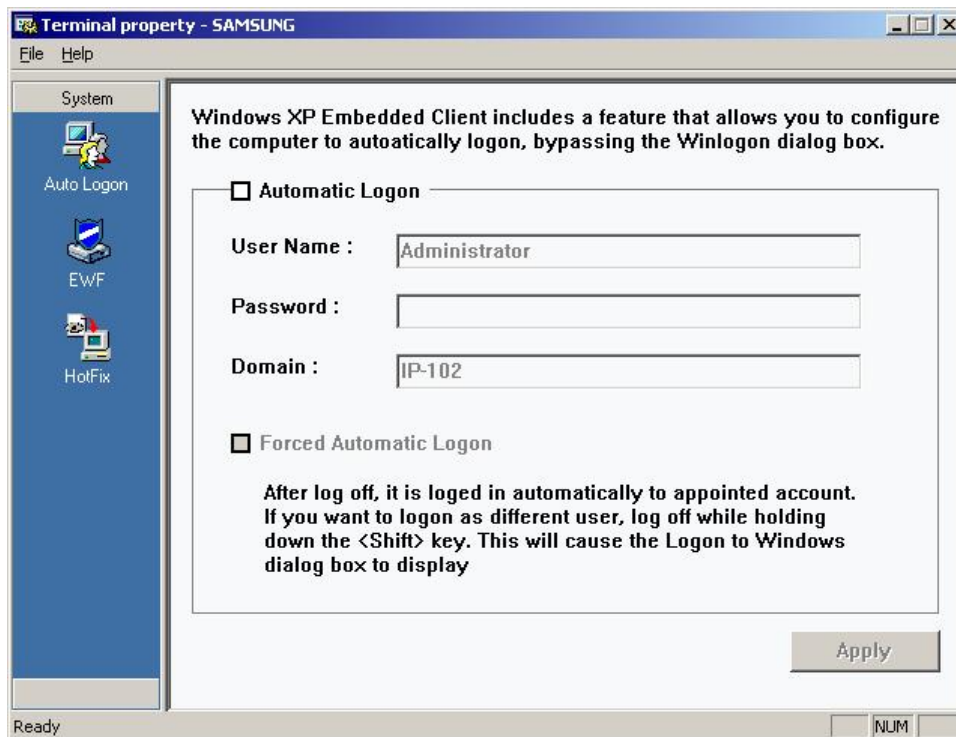 Terminal property - SAMSUNG
File Help
System
Auto Logon
EWF
HotFix
Windows XP Embedded Client includes a feature that allows you to configure
the computer to autoatically logon, bypassing the Winlogon dialog box.
Automatic Logon
User Name :
Administrator
Password :
Domain :
IP-102
Forced Automatic Logon
After log off, it is loged in automatically to appointed account.
If you want to logon as different user, log off while holding
down the <Shift> key. This will cause the Logon to Windows
dialog box to display
Apply
Ready
NUM